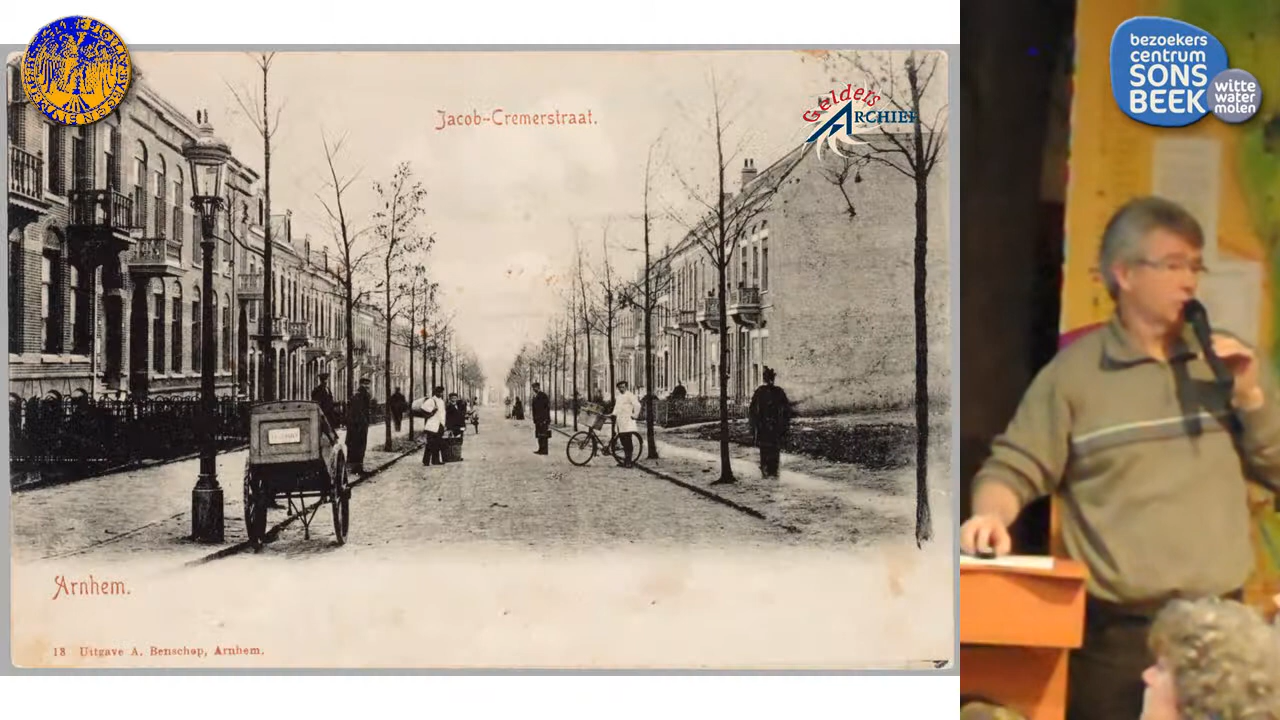 Jacob-Cremerstraat.
Gelders
ARCHIEF
Arnhem.
18 Uitgave A. Benschop, Arnhem.
bezoekers
centrum
SONS
BEEK
witte
water
molen